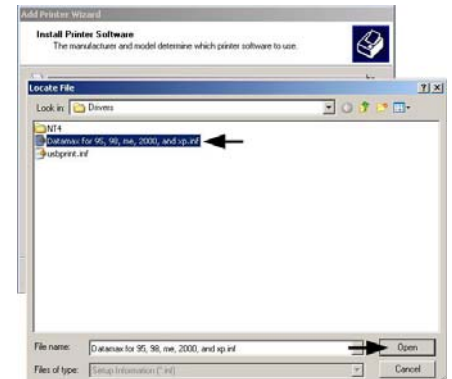 Add Printer Wizard
Install Printer Software
The manufacturer and model determine which printer software to use.
Locate File
Look in: Drivers
NT4
Datamax for 95, 98, me, 2000, and xp.inf
usbprint.inf
File name: Datamax for 95, 98, me, 2000, and xp.inf Open
Files of type: Setup Information (*.inf) Cancel